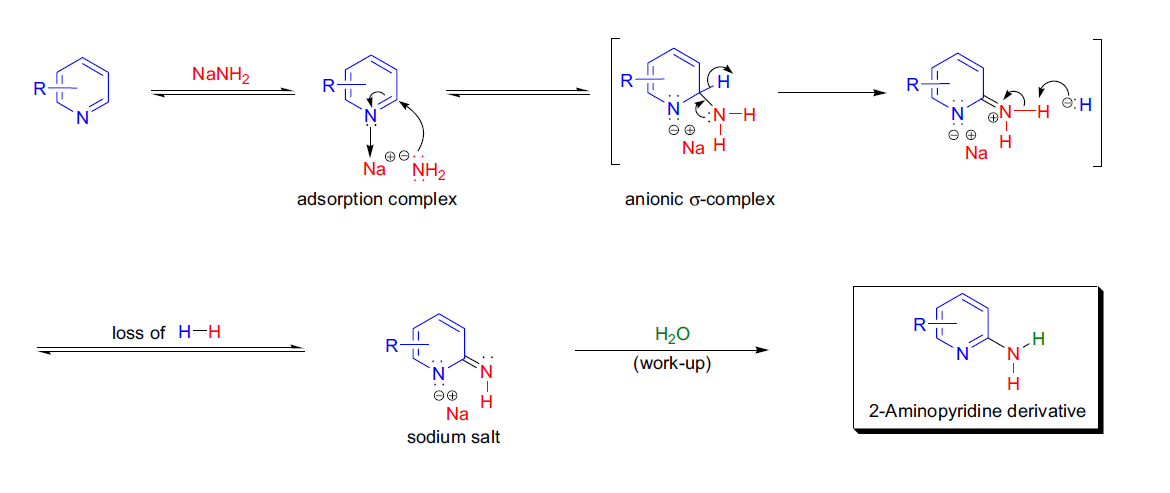 R
N
NaNH2
R
N
Na ⊕ ⊖ NH2
adsorption complex
R
H
N
N H
⊖ ⊕
Na H
anionic σ-complex
R
N
N H
⊕
⊖ : H
⊖ ⊕
H
Na
loss of H H
R
N
N
⊖⊕
H
Na
sodium salt
H2O
(work-up)
R
N
N
H
H
2-Aminopyridine derivative